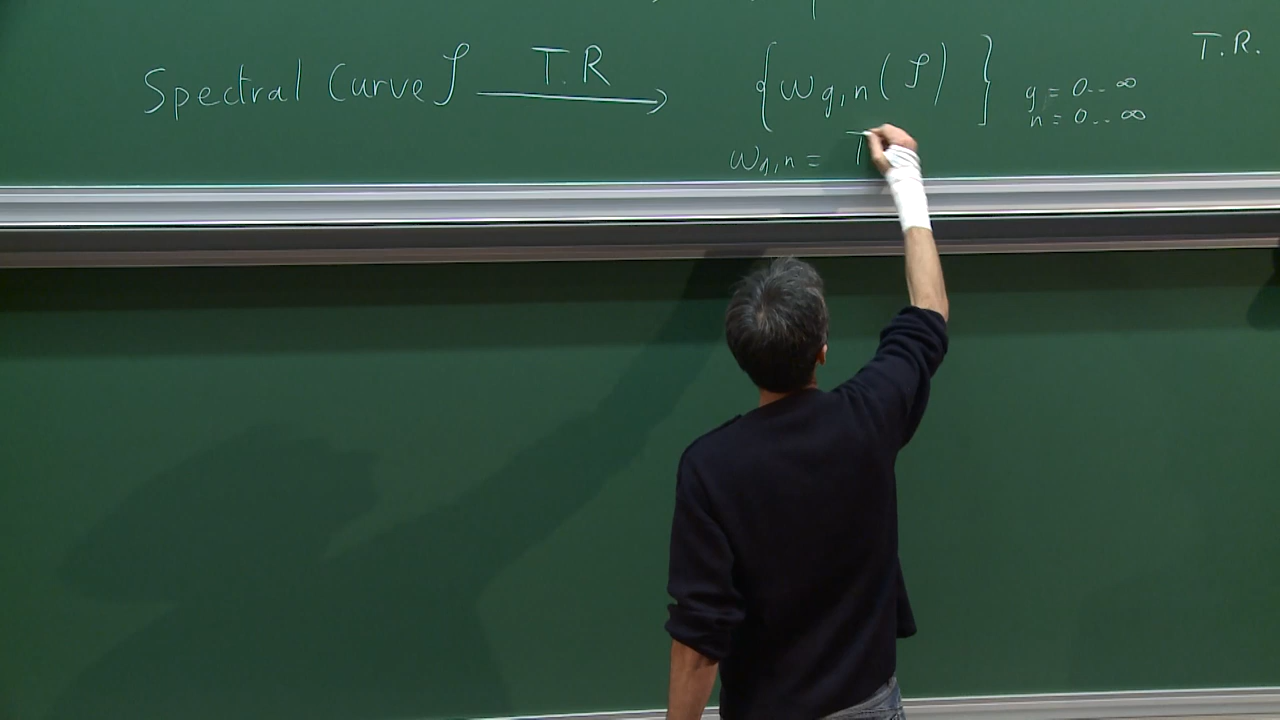 T.R.
Spectral Curve 𝒮 T.R → {ω_{g,n}(𝒮)} g = 0..∞
n = 0..∞
ω_{g,n} = T